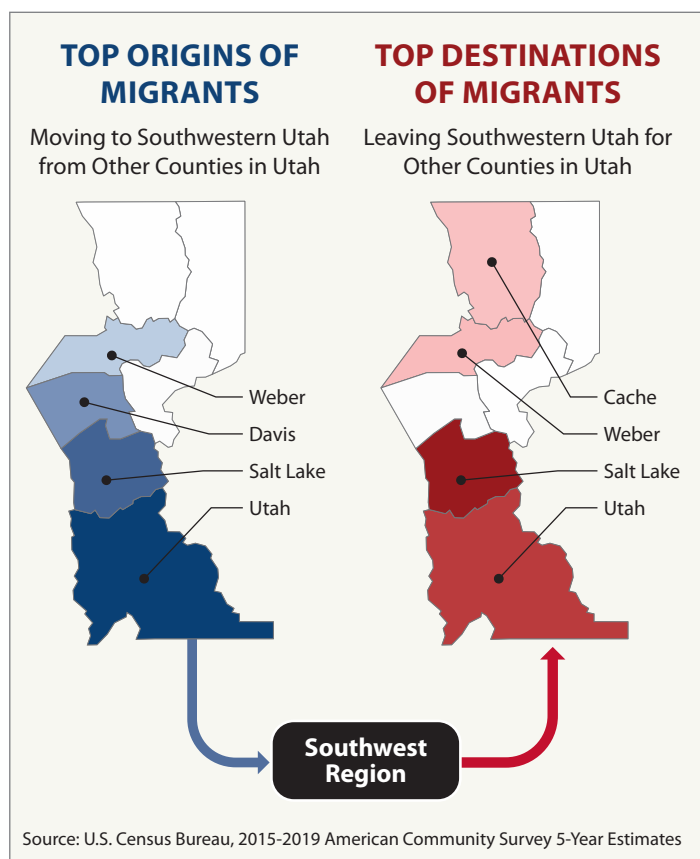 TOP ORIGINS OF
MIGRANTS
Moving to Southwestern Utah
from Other Counties in Utah
Weber
Davis
Salt Lake
Utah
TOP DESTINATIONS
OF MIGRANTS
Leaving Southwestern Utah for
Other Counties in Utah
Cache
Weber
Salt Lake
Utah
Southwest
Region
Source: U.S. Census Bureau, 2015-2019 American Community Survey 5-Year Estimates